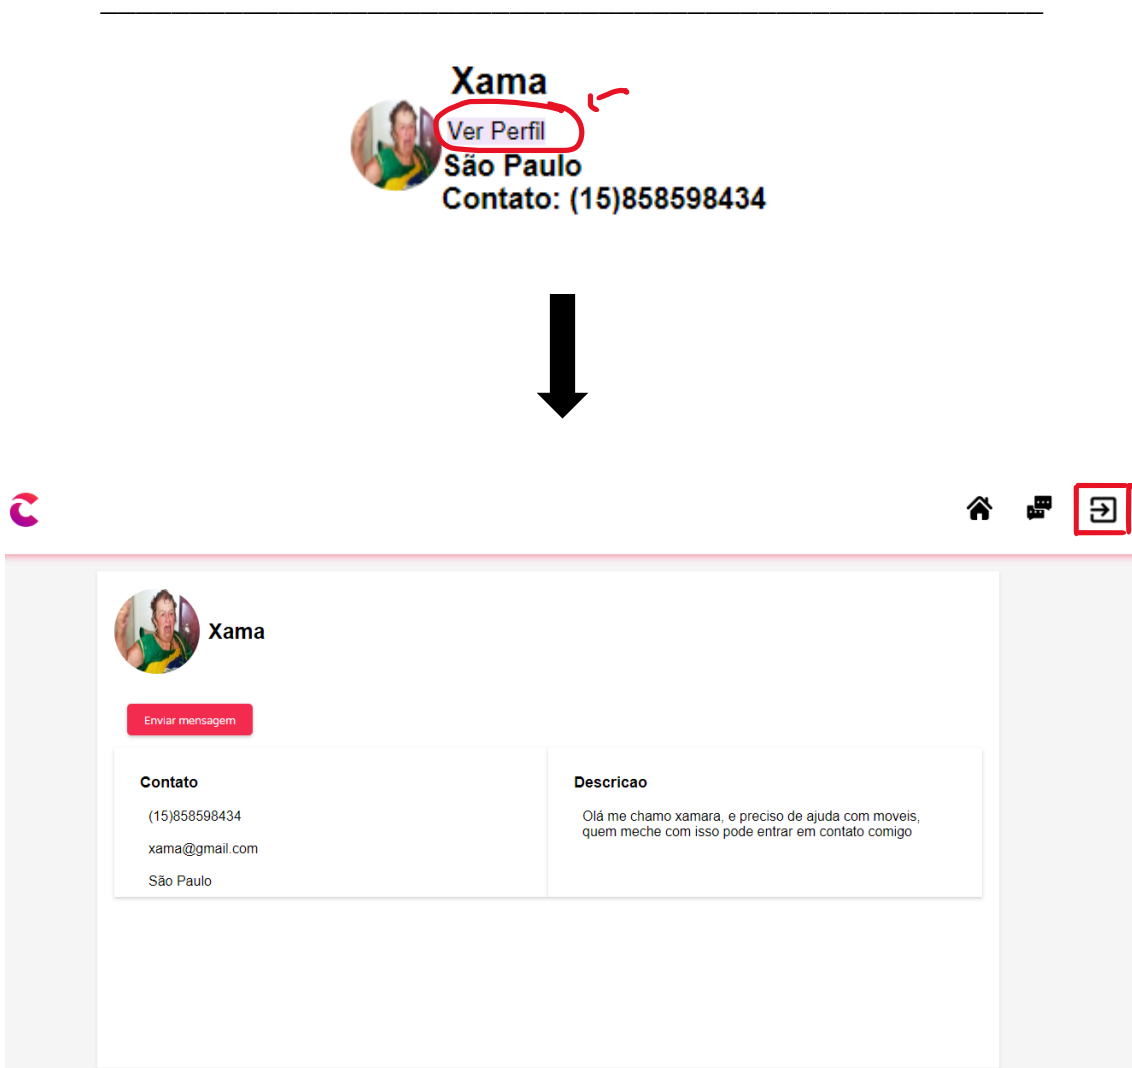 Xama
Ver Perfil
São Paulo
Contato: (15)858598434
Xama
Enviar mensagem
Contato
(15)858598434
xama@gmail.com
São Paulo
Descricao
Olá me chamo xamara, e preciso de ajuda com moveis,
quem meche com isso pode entrar em contato comigo